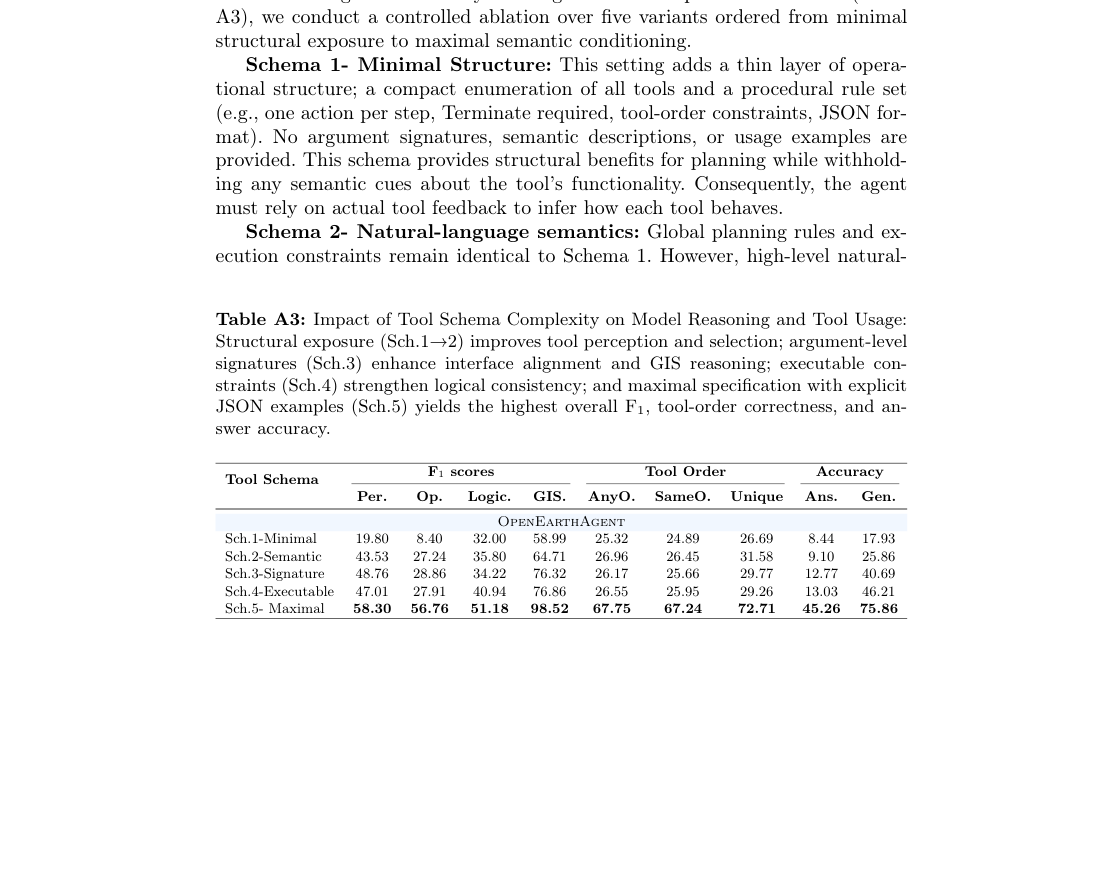 A3), we conduct a controlled ablation over five variants ordered from minimal
structural exposure to maximal semantic conditioning.
Schema 1- Minimal Structure: This setting adds a thin layer of opera-
tional structure; a compact enumeration of all tools and a procedural rule set
(e.g., one action per step, Terminate required, tool-order constraints, JSON for-
mat). No argument signatures, semantic descriptions, or usage examples are
provided. This schema provides structural benefits for planning while withhold-
ing any semantic cues about the tool's functionality. Consequently, the agent
must rely on actual tool feedback to infer how each tool behaves.
Schema 2- Natural-language semantics: Global planning rules and ex-
ecution constraints remain identical to Schema 1. However, high-level natural-
Table A3: Impact of Tool Schema Complexity on Model Reasoning and Tool Usage:
Structural exposure (Sch.1→2) improves tool perception and selection; argument-level
signatures (Sch.3) enhance interface alignment and GIS reasoning; executable con-
straints (Sch.4) strengthen logical consistency; and maximal specification with explicit
JSON examples (Sch.5) yields the highest overall F₁, tool-order correctness, and an-
swer accuracy.
Tool Schema F₁ scores Tool Order Accuracy
Per. Op. Logic. GIS. AnyO. SameO. Unique Ans. Gen.
OpenEarthAgent
Sch.1-Minimal 19.80 8.40 32.00 58.99 25.32 24.89 26.69 8.44 17.93
Sch.2-Semantic 43.53 27.24 35.80 64.71 26.96 26.45 31.58 9.10 25.86
Sch.3-Signature 48.76 28.86 34.22 76.32 26.17 25.66 29.77 12.77 40.69
Sch.4-Executable 47.01 27.91 40.94 76.86 26.55 25.95 29.26 13.03 46.21
Sch.5- Maximal 58.30 56.76 51.18 98.52 67.75 67.24 72.71 45.26 75.86